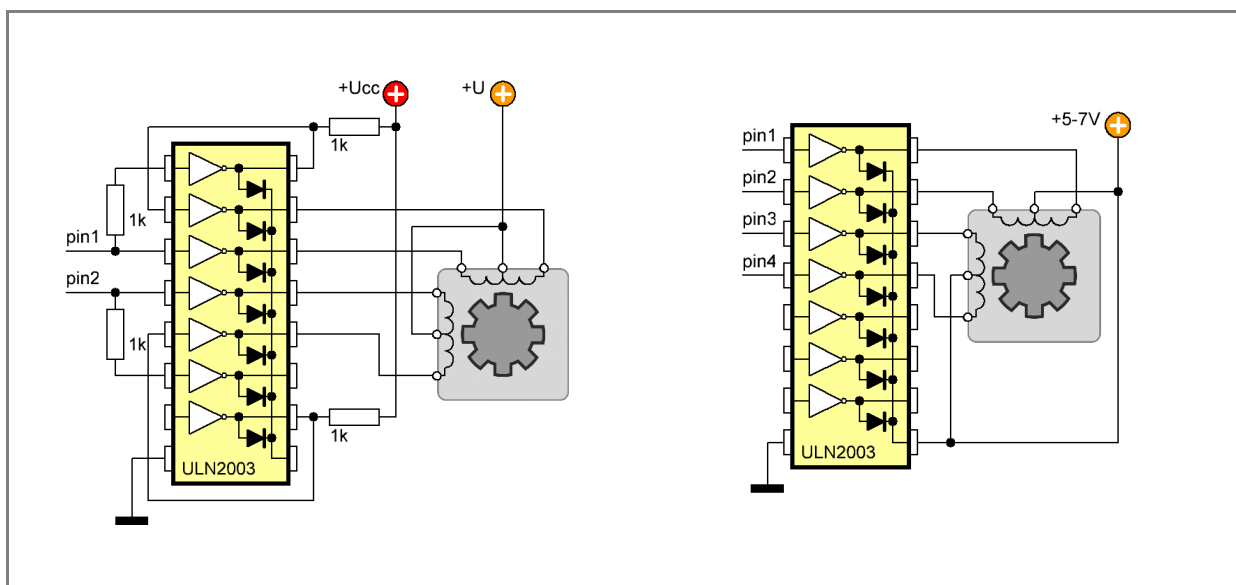 +Ucc
+U
1k
1k
pin1
pin2
1k
1k
ULN2003
+5-7V
pin1
pin2
pin3
pin4
ULN2003